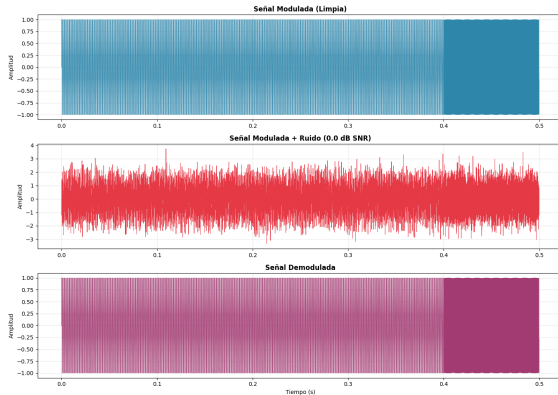 Señal Modulada (Limpia)
Amplitud
1.00
0.75
0.50
0.25
0.00
−0.25
−0.50
−0.75
−1.00
0.0 0.1 0.2 0.3 0.4 0.5
Señal Modulada + Ruido (0.0 dB SNR)
Amplitud
4
3
2
1
0
−1
−2
−3
0.0 0.1 0.2 0.3 0.4 0.5
Señal Demodulada
Amplitud
1.00
0.75
0.50
0.25
0.00
−0.25
−0.50
−0.75
−1.00
0.0 0.1 0.2 0.3 0.4 0.5
Tiempo (s)